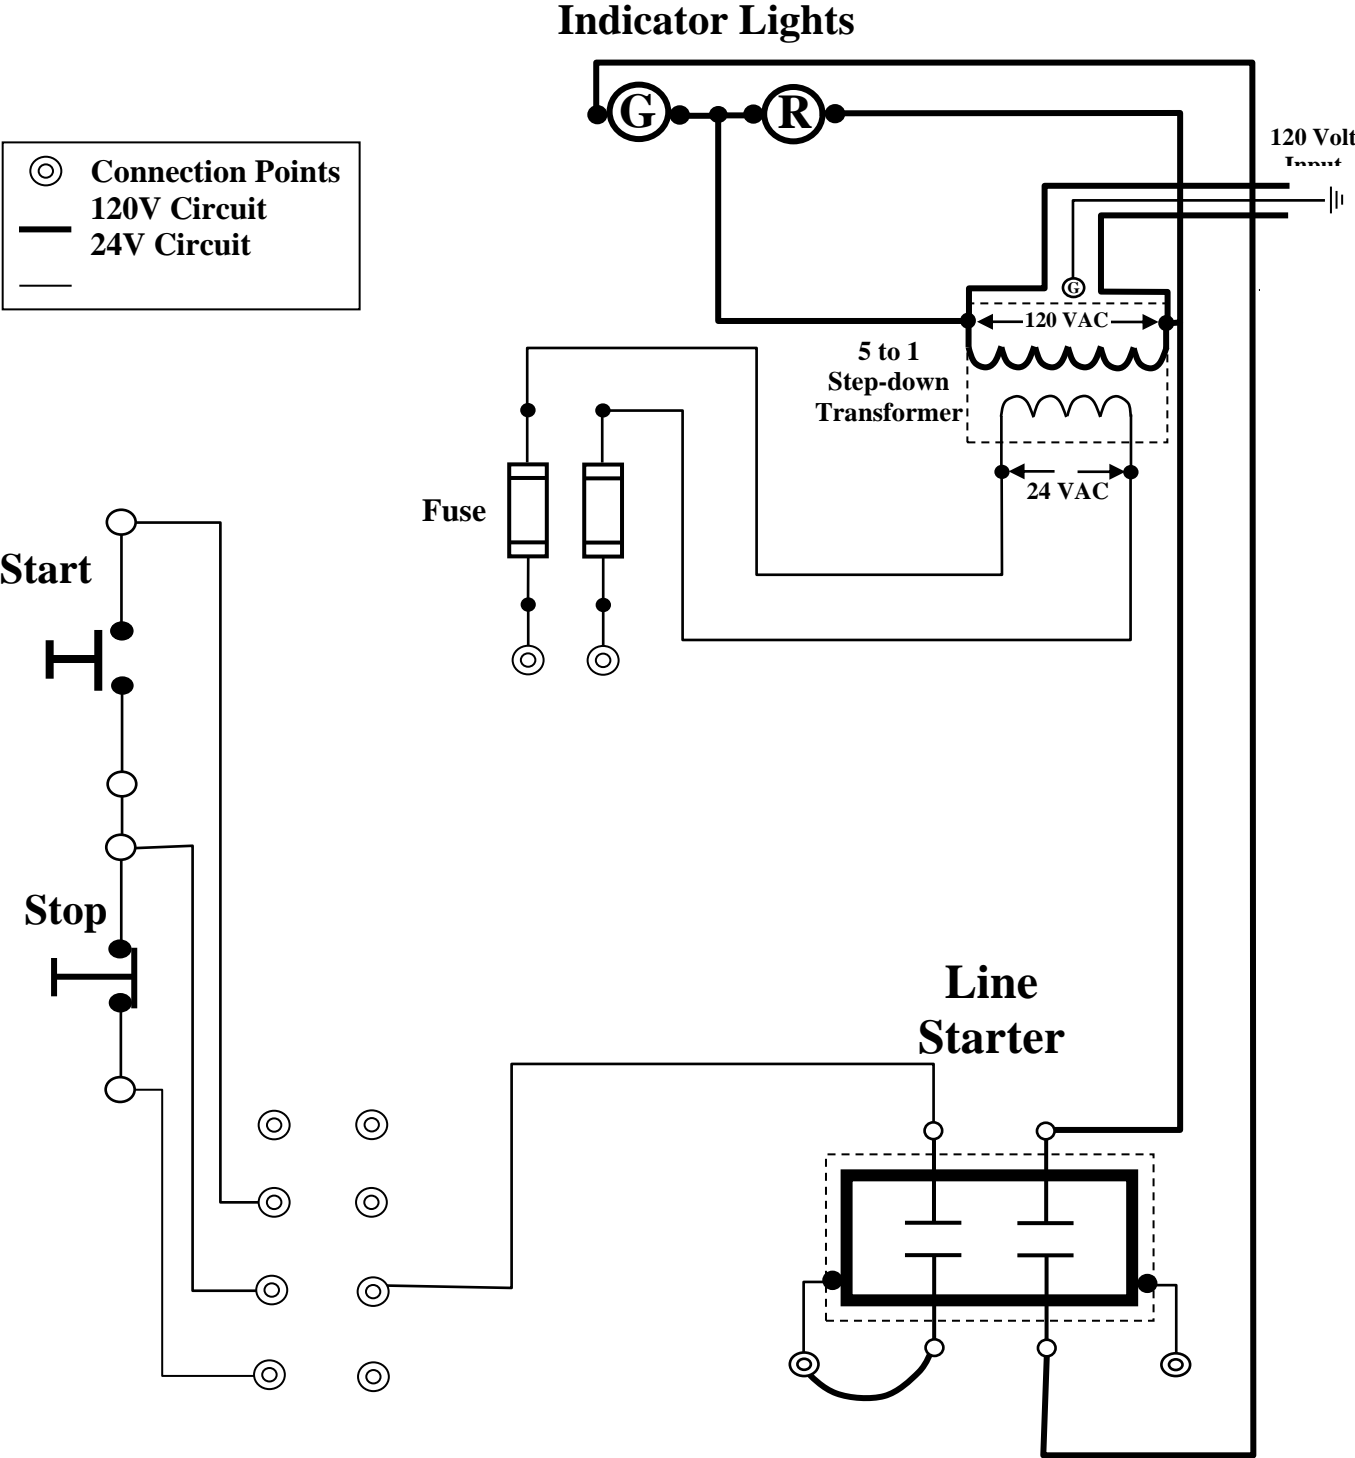 Indicator Lights
G
R
120 Volt
Input
Connection Points
120V Circuit
24V Circuit
G
120 VAC
5 to 1
Step-down
Transformer
24 VAC
Fuse
Start
Stop
Line
Starter